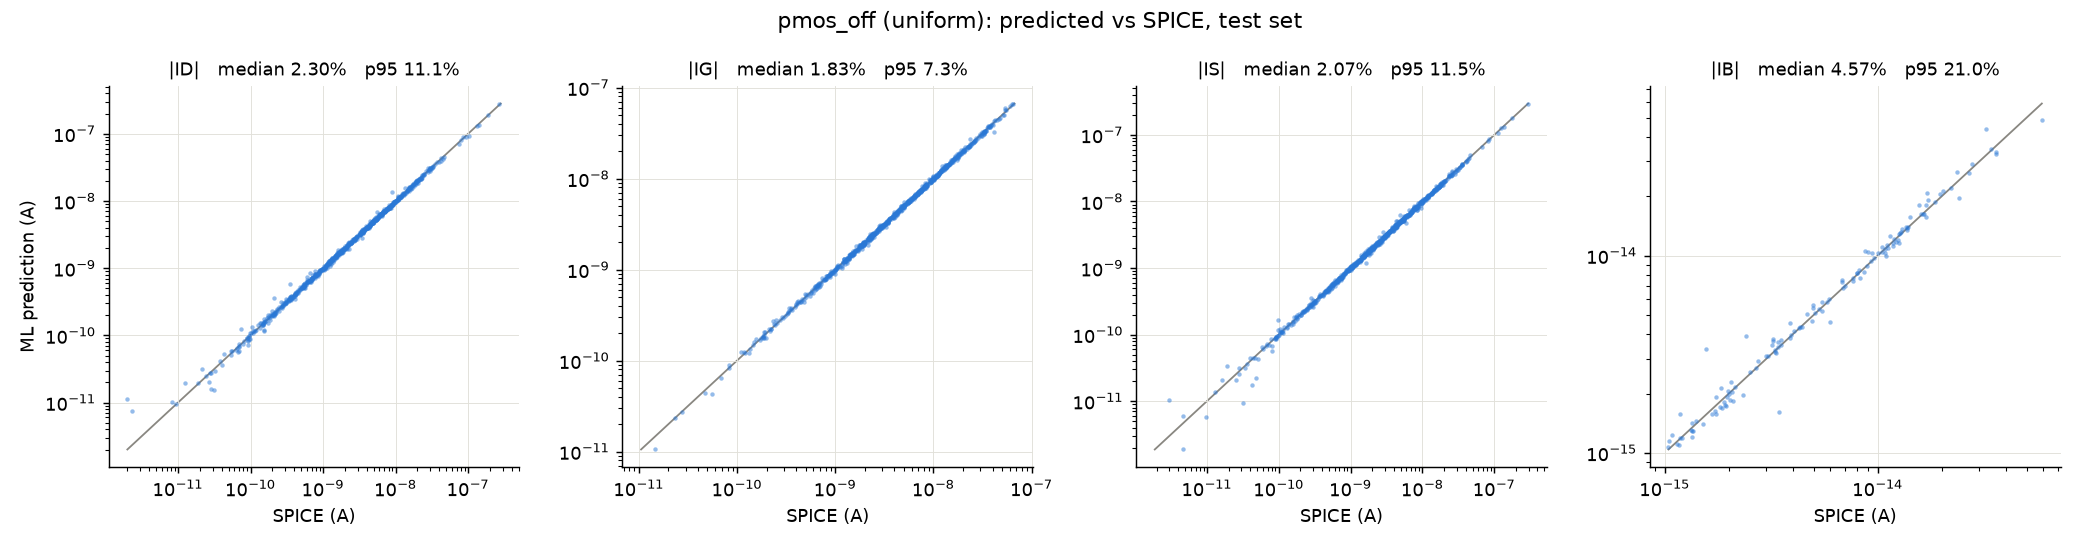 pmos_off (uniform): predicted vs SPICE, test set
|ID| median 2.30% p95 11.1%
10⁻⁷
10⁻⁸
10⁻⁹
10⁻¹⁰
10⁻¹¹
ML prediction (A)
10⁻¹¹ 10⁻¹⁰ 10⁻⁹ 10⁻⁸ 10⁻⁷
SPICE (A)
|IG| median 1.83% p95 7.3%
10⁻⁷
10⁻⁸
10⁻⁹
10⁻¹⁰
10⁻¹¹
10⁻¹¹ 10⁻¹⁰ 10⁻⁹ 10⁻⁸ 10⁻⁷
SPICE (A)
|IS| median 2.07% p95 11.5%
10⁻⁷
10⁻⁸
10⁻⁹
10⁻¹⁰
10⁻¹¹
10⁻¹¹ 10⁻¹⁰ 10⁻⁹ 10⁻⁸ 10⁻⁷
SPICE (A)
|IB| median 4.57% p95 21.0%
10⁻¹⁴
10⁻¹⁵
10⁻¹⁵ 10⁻¹⁴
SPICE (A)